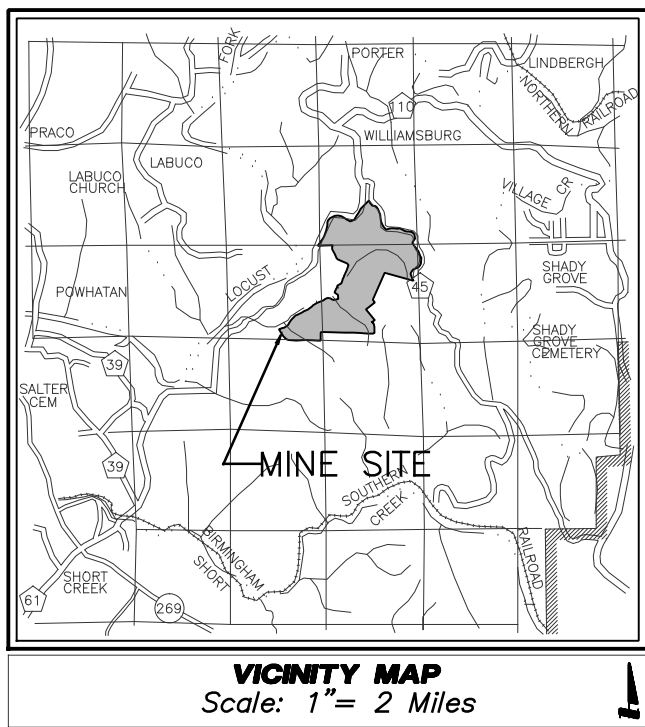 FORK
PORTER
LINDBERGH
NORTHERN
RAILROAD
110
PRACO
WILLIAMSBURG
LABUCO
LABUCO
CHURCH
VILLAGE CR
LOCUST
SHADY
GROVE
45
POWHATAN
SHADY
GROVE
CEMETERY
39
SALTER
CEM
39
MINE SITE
SOUTHERN
CREEK
BIRMINGHAM
SHORT
RAILROAD
SHORT
CREEK
61
269
VICINITY MAP
Scale: 1"= 2 Miles